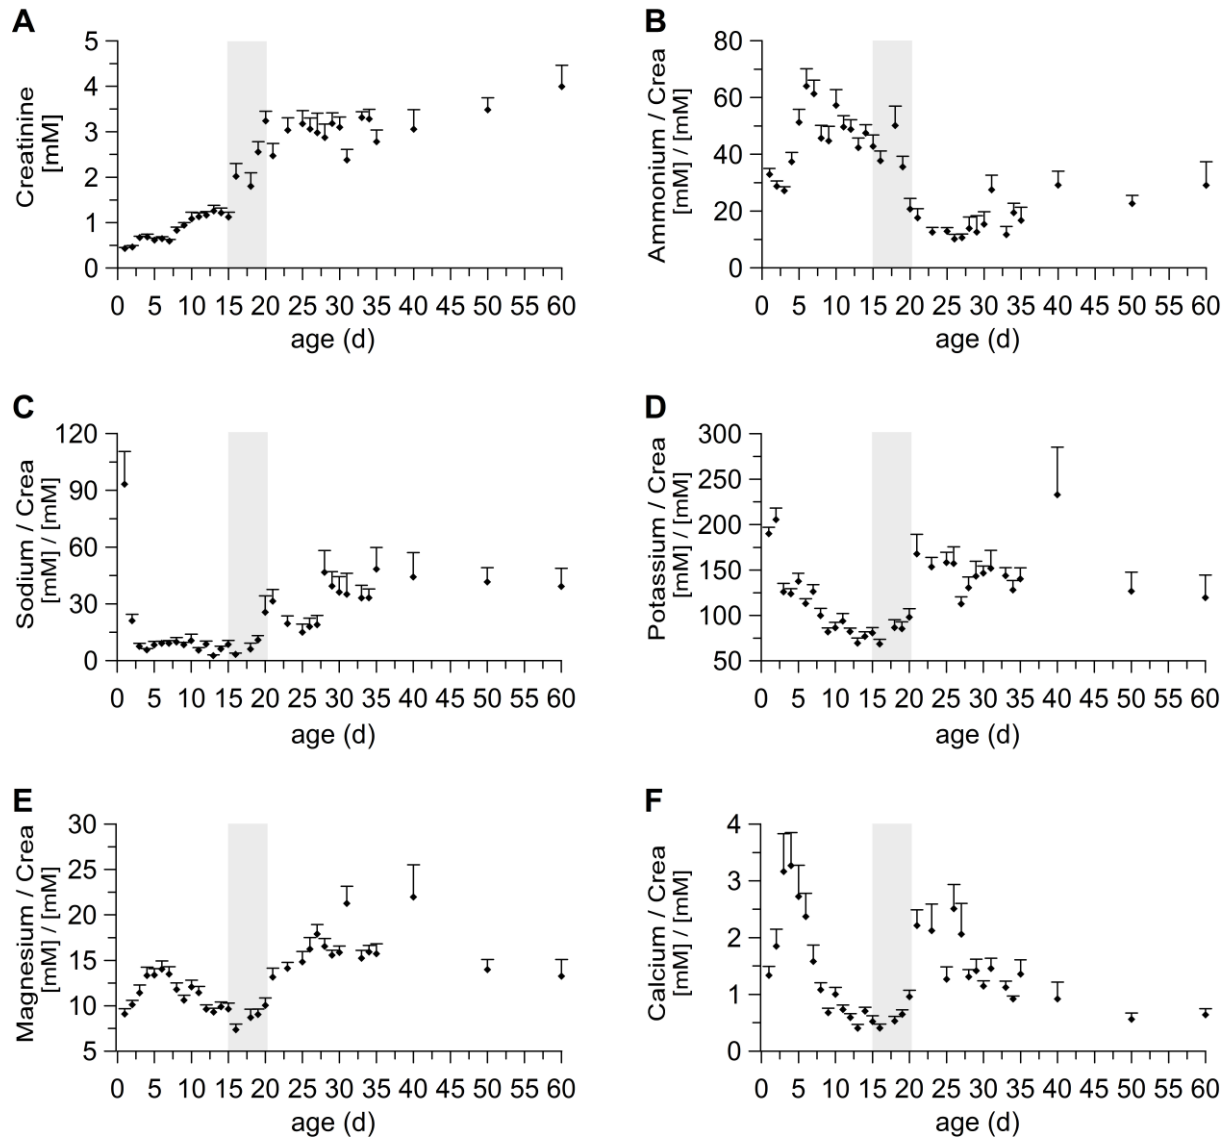 A
Creatinine
[mM]
5
4
3
2
1
0
0 5 10 15 20 25 30 35 40 45 50 55 60
age (d)
B
Ammonium / Crea
[mM] / [mM]
80
60
40
20
0
0 5 10 15 20 25 30 35 40 45 50 55 60
age (d)
C
Sodium / Crea
[mM] / [mM]
120
90
60
30
0
0 5 10 15 20 25 30 35 40 45 50 55 60
age (d)
D
Potassium / Crea
[mM] / [mM]
300
250
200
150
100
50
0 5 10 15 20 25 30 35 40 45 50 55 60
age (d)
E
Magnesium / Crea
[mM] / [mM]
30
25
20
15
10
5
0 5 10 15 20 25 30 35 40 45 50 55 60
age (d)
F
Calcium / Crea
[mM] / [mM]
4
3
2
1
0
0 5 10 15 20 25 30 35 40 45 50 55 60
age (d)